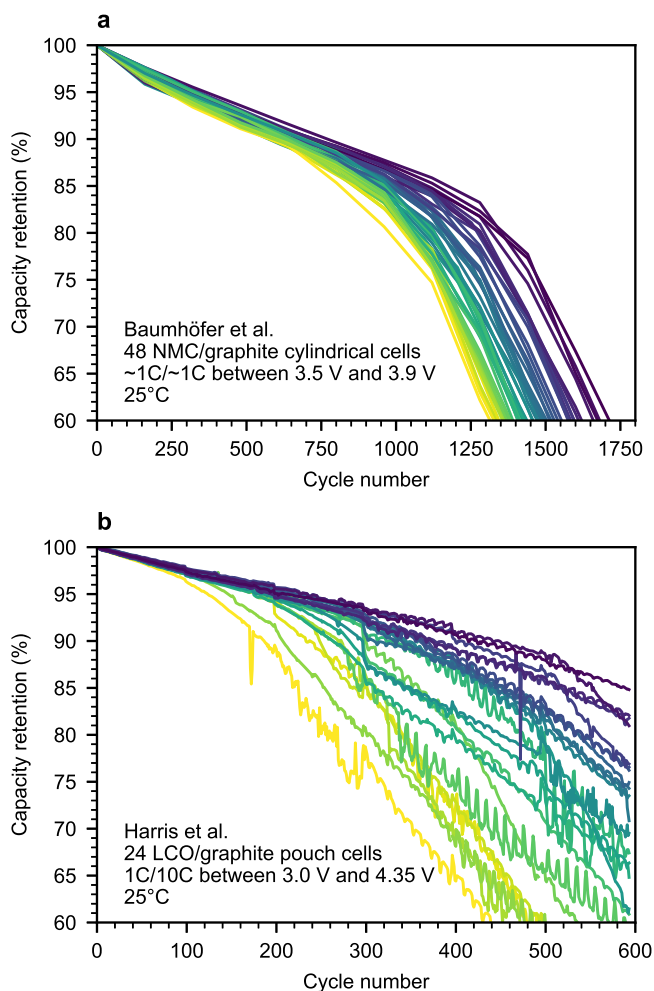 a
100
95
90
85
80
75
70
65
60
Capacity retention (%)
Baumhöfer et al.
48 NMC/graphite cylindrical cells
~1C/~1C between 3.5 V and 3.9 V
25°C
0 250 500 750 1000 1250 1500 1750
Cycle number
b
100
95
90
85
80
75
70
65
60
Capacity retention (%)
Harris et al.
24 LCO/graphite pouch cells
1C/10C between 3.0 V and 4.35 V
25°C
0 100 200 300 400 500 600
Cycle number